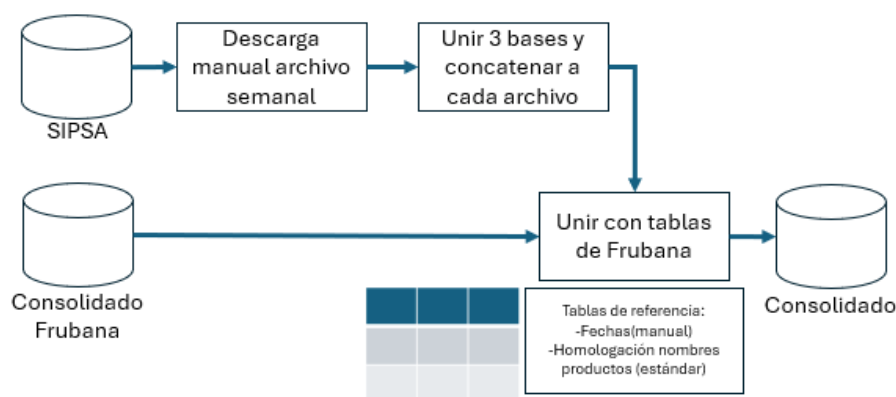 Descarga
manual archivo
semanal
Unir 3 bases y
concatenar a
cada archivo
SIPSA
Unir con tablas
de Frubana
Consolidado
Frubana
Consolidado
Tablas de referencia:
-Fechas(manual)
-Homologación nombres
productos (estándar)